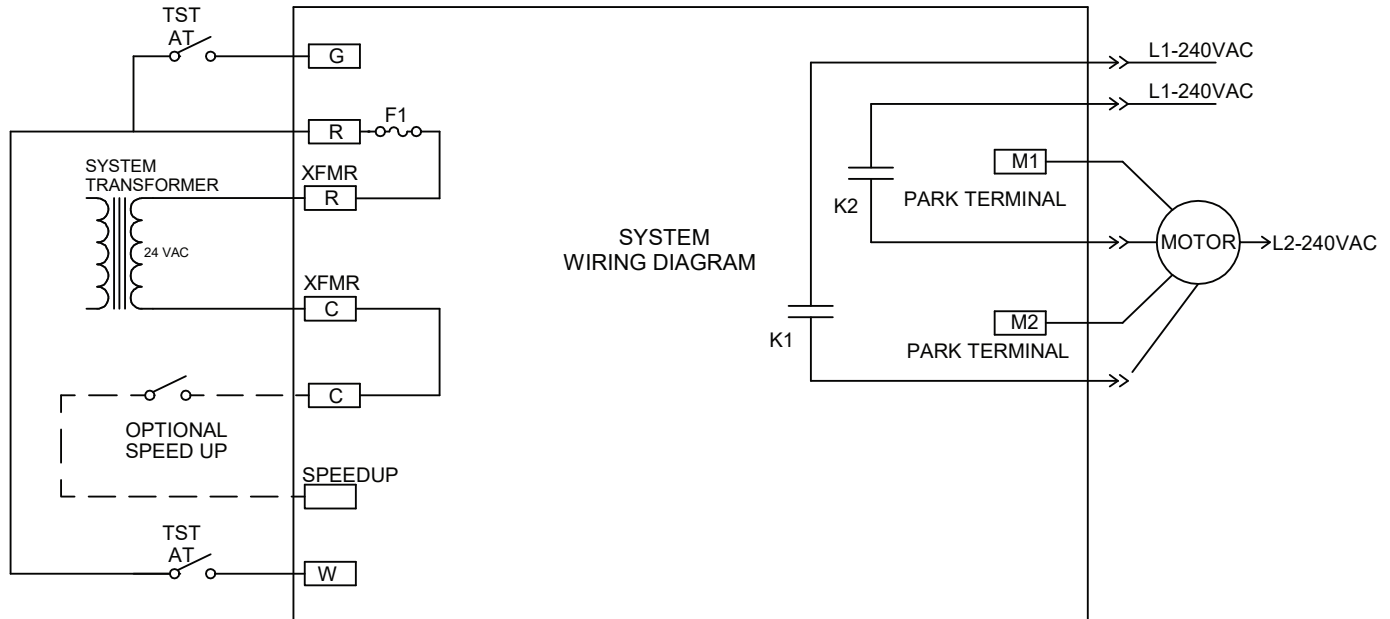 TST
AT
G
L1-240VAC
L1-240VAC
R
F1
SYSTEM
TRANSFORMER
XFMR
R
24 VAC
M1
PARK TERMINAL
K2
SYSTEM
WIRING DIAGRAM
MOTOR
L2-240VAC
XFMR
C
K1
M2
PARK TERMINAL
C
OPTIONAL
SPEED UP
SPEEDUP
TST
AT
W